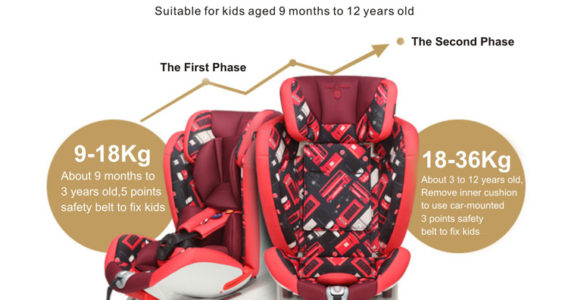 Suitable for kids aged 9 months to 12 years old
The Second Phase
The First Phase
9-18Kg
About 9 months to
3 years old,5 points
safety belt to fix kids
18-36Kg
About 3 to 12 years old,
Remove inner cushion
to use car-mounted
3 points safety
belt to fix kids